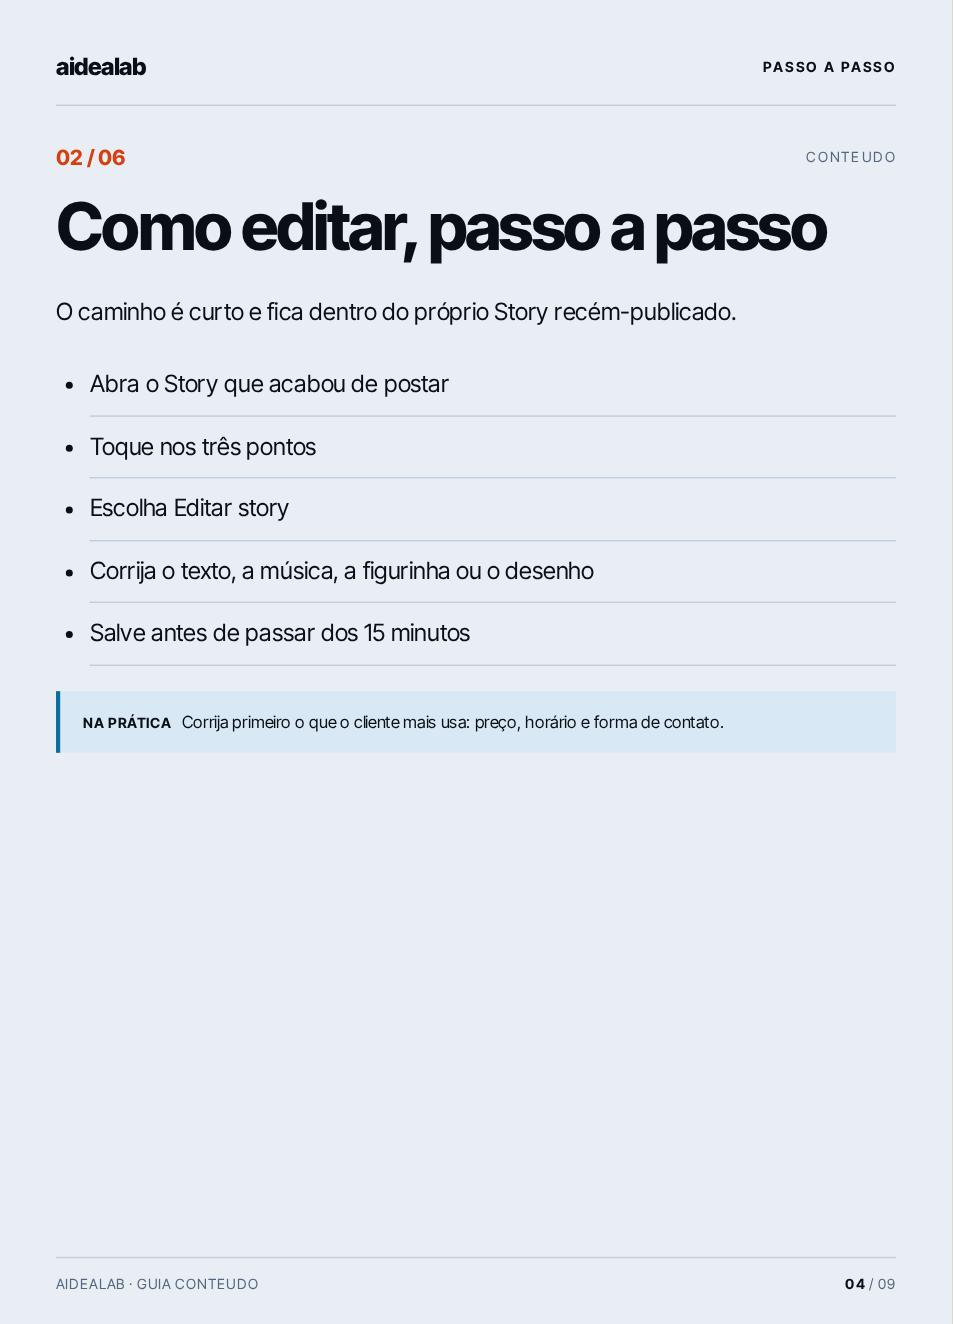 aidealab
PASSO A PASSO
02 / 06
CONTEUDO
Como editar, passo a passo
O caminho é curto e fica dentro do próprio Story recém-publicado.
• Abra o Story que acabou de postar
• Toque nos três pontos
• Escolha Editar story
• Corrija o texto, a música, a figurinha ou o desenho
• Salve antes de passar dos 15 minutos
NA PRÁTICA Corrija primeiro o que o cliente mais usa: preço, horário e forma de contato.
AIDEALAB · GUIA CONTEUDO
04 / 09